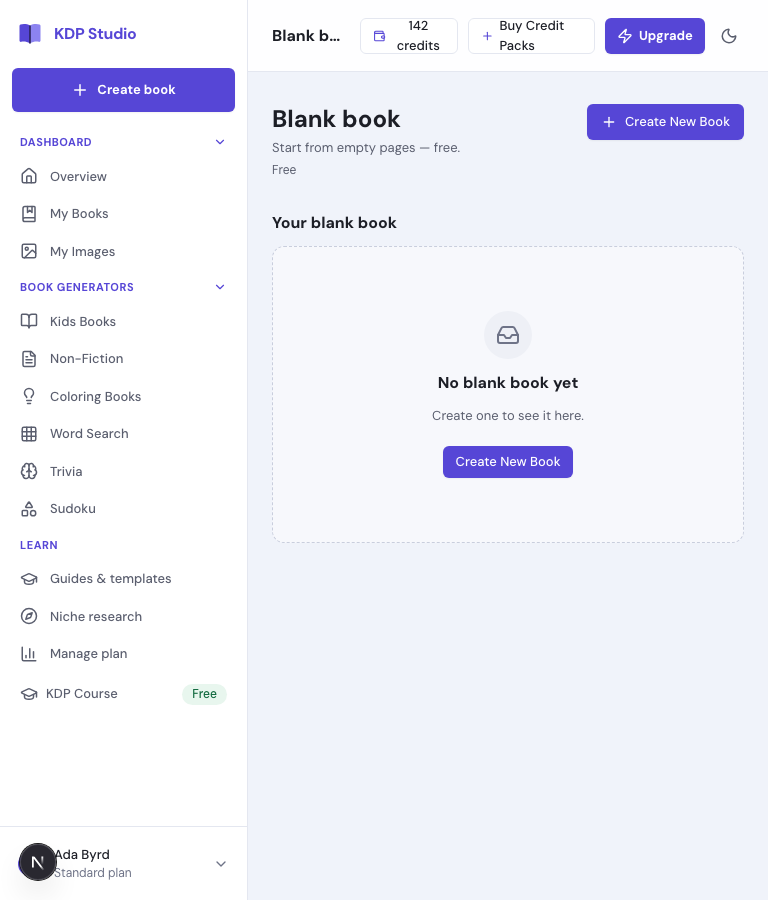 KDP Studio
Create book
DASHBOARD
Overview
My Books
My Images
BOOK GENERATORS
Kids Books
Non-Fiction
Coloring Books
Word Search
Trivia
Sudoku
LEARN
Guides & templates
Niche research
Manage plan
KDP Course
Free
N
Ada Byrd
Standard plan
Blank b...
142
credits
Buy Credit
Packs
Upgrade
Blank book
Start from empty pages — free.
Free
Create New Book
Your blank book
No blank book yet
Create one to see it here.
Create New Book